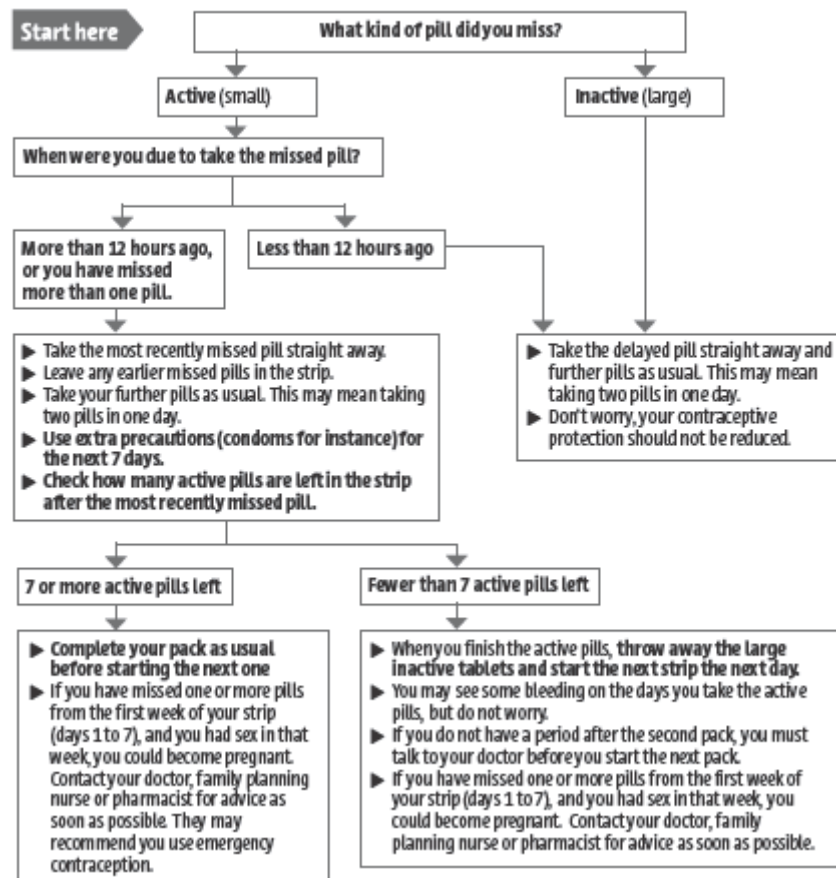 Start here
What kind of pill did you miss?
Active (small)
Inactive (large)
When were you due to take the missed pill?
More than 12 hours ago,
or you have missed
more than one pill.
Less than 12 hours ago
▶ Take the most recently missed pill straight away.
▶ Leave any earlier missed pills in the strip.
▶ Take your further pills as usual. This may mean taking
two pills in one day.
▶ Use extra precautions (condoms for instance) for
the next 7 days.
▶ Check how many active pills are left in the strip
after the most recently missed pill.
▶ Take the delayed pill straight away and
further pills as usual. This may mean
taking two pills in one day.
▶ Don't worry, your contraceptive
protection should not be reduced.
7 or more active pills left
Fewer than 7 active pills left
▶ Complete your pack as usual
before starting the next one
▶ If you have missed one or more pills
from the first week of your strip
(days 1 to 7), and you had sex in that
week, you could become pregnant.
Contact your doctor, family planning
nurse or pharmacist for advice as
soon as possible. They may
recommend you use emergency
contraception.
▶ When you finish the active pills, throw away the large
inactive tablets and start the next strip the next day.
▶ You may see some bleeding on the days you take the active
pills, but do not worry.
▶ If you do not have a period after the second pack, you must
talk to your doctor before you start the next pack.
▶ If you have missed one or more pills from the first week of
your strip (days 1 to 7), and you had sex in that week, you
could become pregnant. Contact your doctor, family
planning nurse or pharmacist for advice as soon as possible.